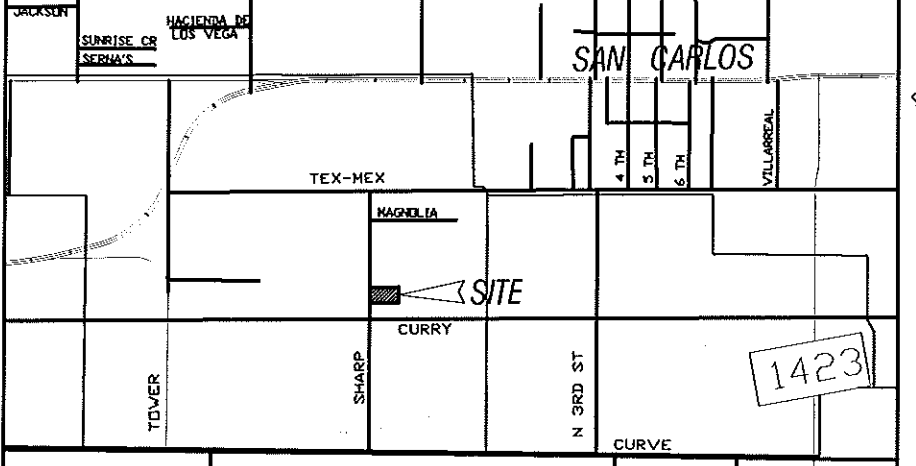 JACKSON
HACIENDA DE
LOS VEGA
SUNRISE CR
SERNA'S
SAN CARLOS
4 TH
5 TH
6 TH
VILLARREAL
TEX-MEX
MAGNOLIA
SITE
CURRY
TOWER
SHARP
N 3RD ST
1423
CURVE